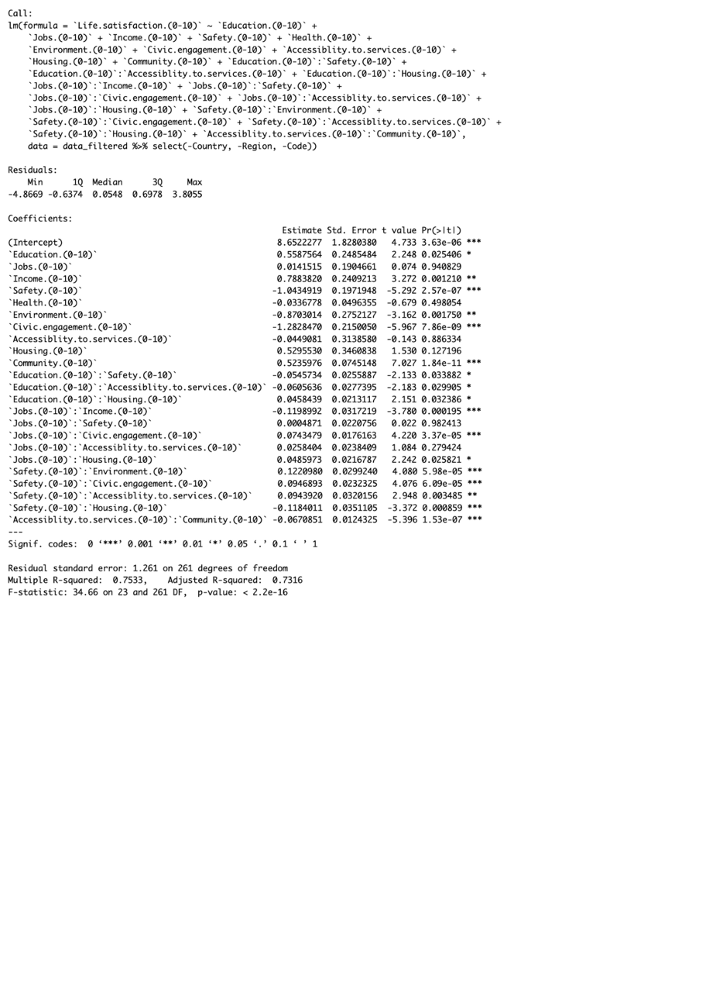 Call:
lm(formula = `Life.satisfaction.(0-10)` ~ `Education.(0-10)` +
    `Jobs.(0-10)` + `Income.(0-10)` + `Safety.(0-10)` + `Health.(0-10)` +
    `Environment.(0-10)` + `Civic.engagement.(0-10)` + `Accessiblity.to.services.(0-10)` +
    `Housing.(0-10)` + `Community.(0-10)` + `Education.(0-10)`:`Safety.(0-10)` +
    `Education.(0-10)`:`Accessiblity.to.services.(0-10)` + `Education.(0-10)`:`Housing.(0-10)` +
    `Jobs.(0-10)`:`Income.(0-10)` + `Jobs.(0-10)`:`Safety.(0-10)` +
    `Jobs.(0-10)`:`Civic.engagement.(0-10)` + `Jobs.(0-10)`:`Accessiblity.to.services.(0-10)` +
    `Jobs.(0-10)`:`Housing.(0-10)` + `Safety.(0-10)`:`Environment.(0-10)` +
    `Safety.(0-10)`:`Civic.engagement.(0-10)` + `Safety.(0-10)`:`Accessiblity.to.services.(0-10)` +
    `Safety.(0-10)`:`Housing.(0-10)` + `Accessiblity.to.services.(0-10)`:`Community.(0-10)`,
    data = data_filtered %>% select(-Country, -Region, -Code))

Residuals:
    Min      1Q  Median      3Q     Max
-4.8669 -0.6374  0.0548  0.6978  3.8055

Coefficients:
                                                      Estimate Std. Error t value Pr(>|t|)
(Intercept)                                          8.6522277  1.8280380   4.733 3.63e-06 ***
`Education.(0-10)`                                   0.5587564  0.2485484   2.248 0.025406 *
`Jobs.(0-10)`                                        0.0141515  0.1904661   0.074 0.940829
`Income.(0-10)`                                      0.7883820  0.2409213   3.272 0.001210 **
`Safety.(0-10)`                                     -1.0434919  0.1971948  -5.292 2.57e-07 ***
`Health.(0-10)`                                     -0.0336778  0.0496355  -0.679 0.498054
`Environment.(0-10)`                                -0.8703014  0.2752127  -3.162 0.001750 **
`Civic.engagement.(0-10)`                           -1.2828470  0.2150050  -5.967 7.86e-09 ***
`Accessiblity.to.services.(0-10)`                   -0.0449081  0.3138580  -0.143 0.886334
`Housing.(0-10)`                                     0.5295530  0.3460838   1.530 0.127196
`Community.(0-10)`                                   0.5235976  0.0745148   7.027 1.84e-11 ***
`Education.(0-10)`:`Safety.(0-10)`                  -0.0545734  0.0255887  -2.133 0.033882 *
`Education.(0-10)`:`Accessiblity.to.services.(0-10)` -0.0605636  0.0277395  -2.183 0.029905 *
`Education.(0-10)`:`Housing.(0-10)`                  0.0458439  0.0213117   2.151 0.032386 *
`Jobs.(0-10)`:`Income.(0-10)`                       -0.1198992  0.0317219  -3.780 0.000195 ***
`Jobs.(0-10)`:`Safety.(0-10)`                        0.0004871  0.0220756   0.022 0.982413
`Jobs.(0-10)`:`Civic.engagement.(0-10)`              0.0743479  0.0176163   4.220 3.37e-05 ***
`Jobs.(0-10)`:`Accessiblity.to.services.(0-10)`      0.0258404  0.0238409   1.084 0.279424
`Jobs.(0-10)`:`Housing.(0-10)`                       0.0485973  0.0216787   2.242 0.025821 *
`Safety.(0-10)`:`Environment.(0-10)`                 0.1220980  0.0299240   4.080 5.98e-05 ***
`Safety.(0-10)`:`Civic.engagement.(0-10)`            0.0946893  0.0232325   4.076 6.09e-05 ***
`Safety.(0-10)`:`Accessiblity.to.services.(0-10)`    0.0943920  0.0320156   2.948 0.003485 **
`Safety.(0-10)`:`Housing.(0-10)`                    -0.1184011  0.0351105  -3.372 0.000859 ***
`Accessiblity.to.services.(0-10)`:`Community.(0-10)` -0.0670851  0.0124325  -5.396 1.53e-07 ***
---
Signif. codes:  0 ‘***’ 0.001 ‘**’ 0.01 ‘*’ 0.05 ‘.’ 0.1 ‘ ’ 1

Residual standard error: 1.261 on 261 degrees of freedom
Multiple R-squared:  0.7533,    Adjusted R-squared:  0.7316
F-statistic: 34.66 on 23 and 261 DF,  p-value: < 2.2e-16